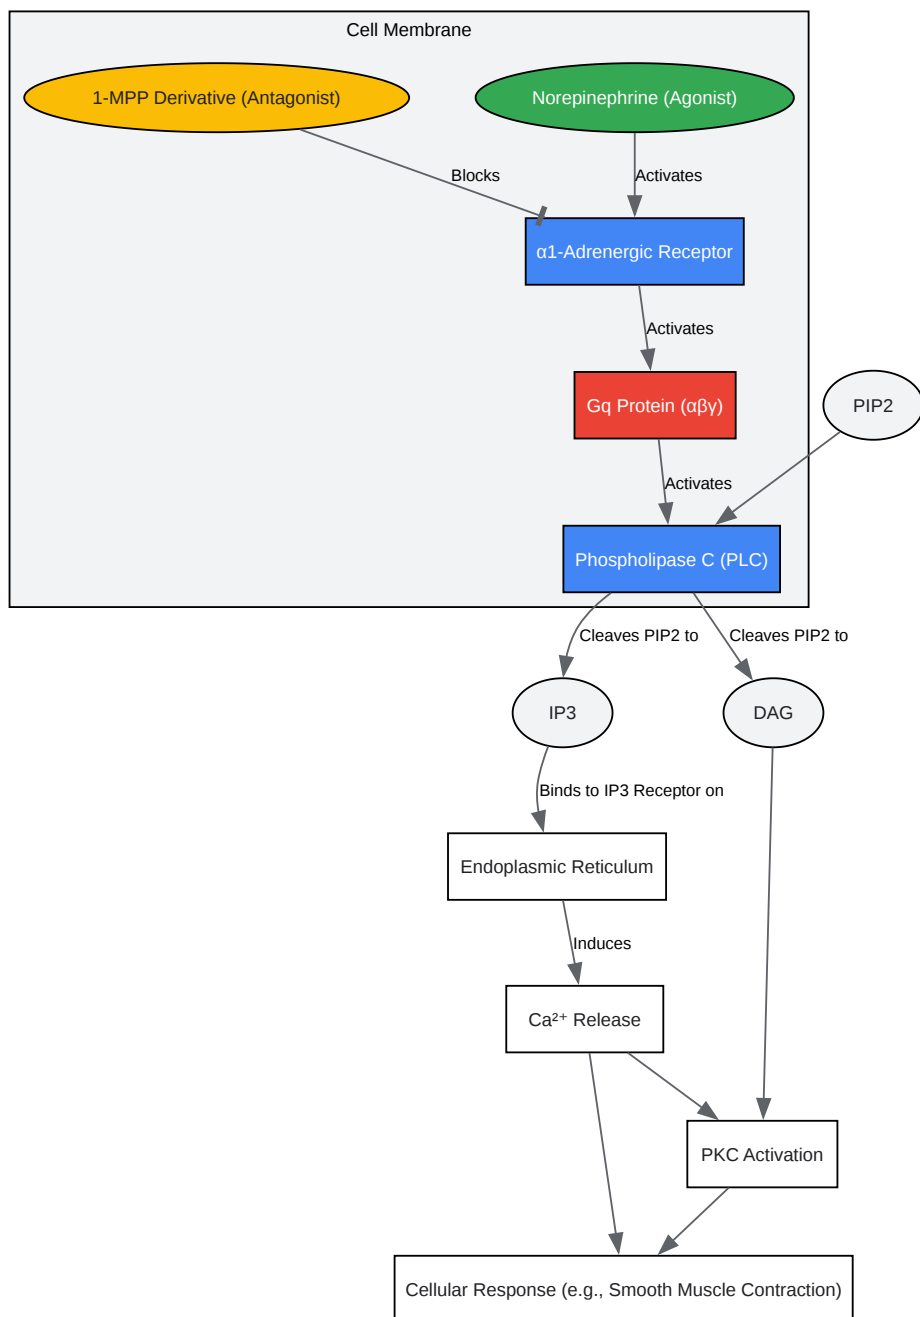 Cell Membrane
1-MPP Derivative (Antagonist)
Norepinephrine (Agonist)
Blocks
Activates
α1-Adrenergic Receptor
Activates
Gq Protein (αβγ)
PIP2
Activates
Phospholipase C (PLC)
Cleaves PIP2 to
Cleaves PIP2 to
IP3
DAG
Binds to IP3 Receptor on
Endoplasmic Reticulum
Induces
Ca²⁺ Release
PKC Activation
Cellular Response (e.g., Smooth Muscle Contraction)